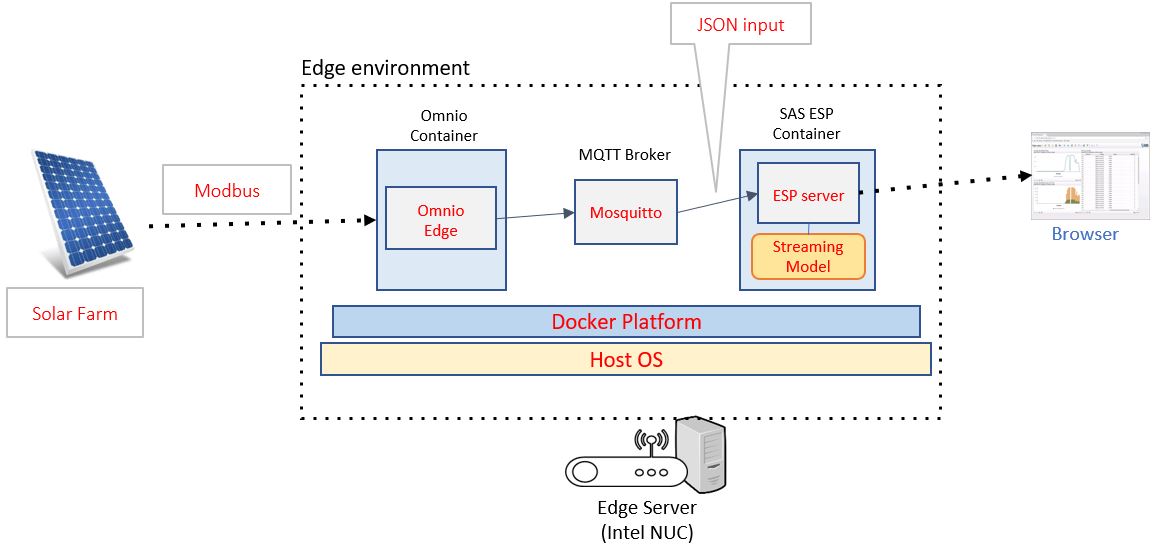 JSON input
Edge environment
Omnio
Container
SAS ESP
Container
MQTT Broker
Modbus
Omnio
Edge
Mosquitto
ESP server
Streaming
Model
Browser
Solar Farm
Docker Platform
Host OS
Edge Server
(Intel NUC)